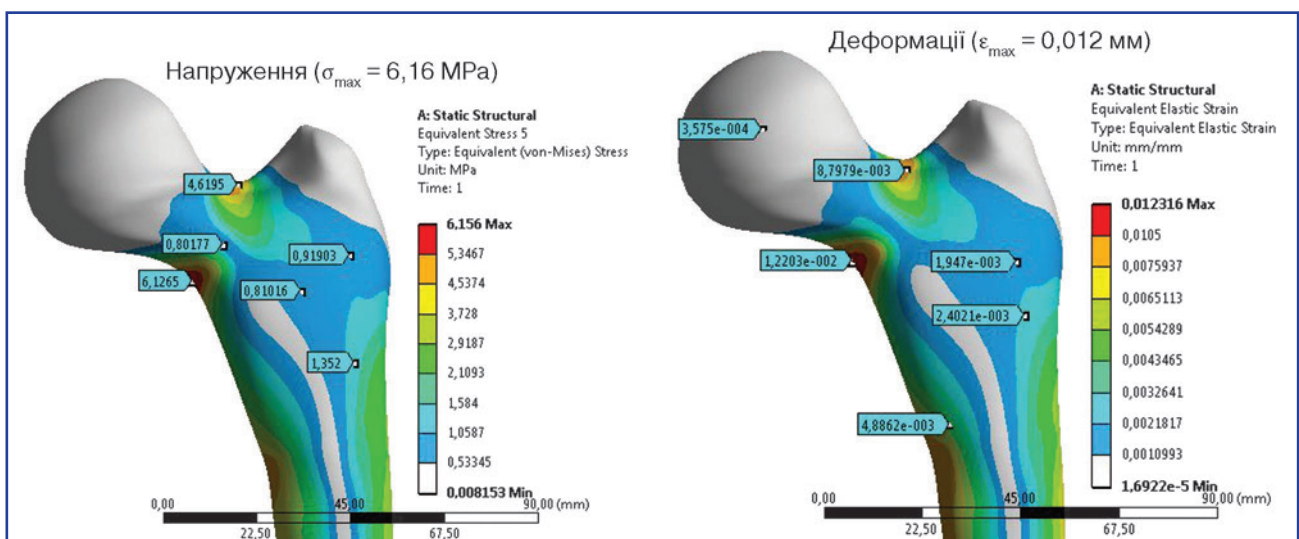 Напруження (σmax = 6,16 MPa)
A: Static Structural
Equivalent Stress 5
Type: Equivalent (von-Mises) Stress
Unit: MPa
Time: 1
4,6195
0,80177
0,91903
6,1265
0,81016
1,352
6,156 Max
5,3467
4,5374
3,728
2,9187
2,1093
1,584
1,0587
0,53345
0,008153 Min
0,00
45,00
90,00 (mm)
22,50
67,50
Деформації (εmax = 0,012 мм)
A: Static Structural
Equivalent Elastic Strain
Type: Equivalent Elastic Strain
Unit: mm/mm
Time: 1
3,575e-004
8,7979e-003
1,2203e-002
1,947e-003
2,4021e-003
4,8862e-003
0,012316 Max
0,0105
0,0075937
0,0065113
0,0054289
0,0043465
0,0032641
0,0021817
0,0010993
1,6922e-5 Min
0,00
45,00
90,00 (mm)
22,50
67,50